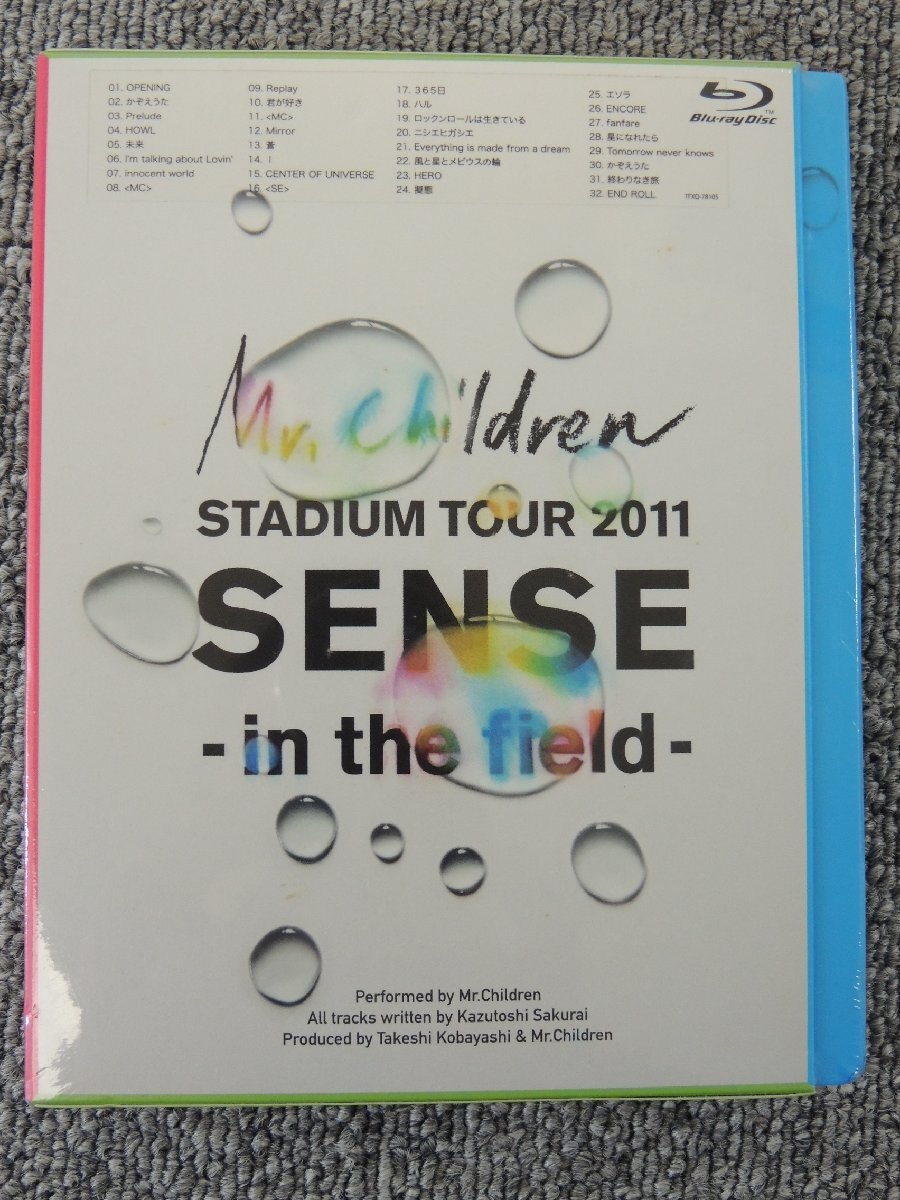 01. OPENING
02. かぞえうた
03. Prelude
04. HOWL
05. 未来
06. I'm talking about Lovin'
07. innocent world
08. <MC>
09. Replay
10. 君が好き
11. <MC>
12. Mirror
13. 蒼
14. I
15. CENTER OF UNIVERSE
16. <SE>
17. 365日
18. ハル
19. ロックンロールは生きている
20. ニシエヒガシエ
21. Everything is made from a dream
22. 風と星とメビウスの輪
23. HERO
24. 擬態
25. エソラ
26. ENCORE
27. fanfare
28. 星になれたら
29. Tomorrow never knows
30. かぞえうた
31. 終わりなき旅
32. END ROLL
TFXQ-78105
Blu-ray Disc™
Mr. Children
STADIUM TOUR 2011
SENSE
- in the field -
Performed by Mr.Children
All tracks written by Kazutoshi Sakurai
Produced by Takeshi Kobayashi & Mr.Children